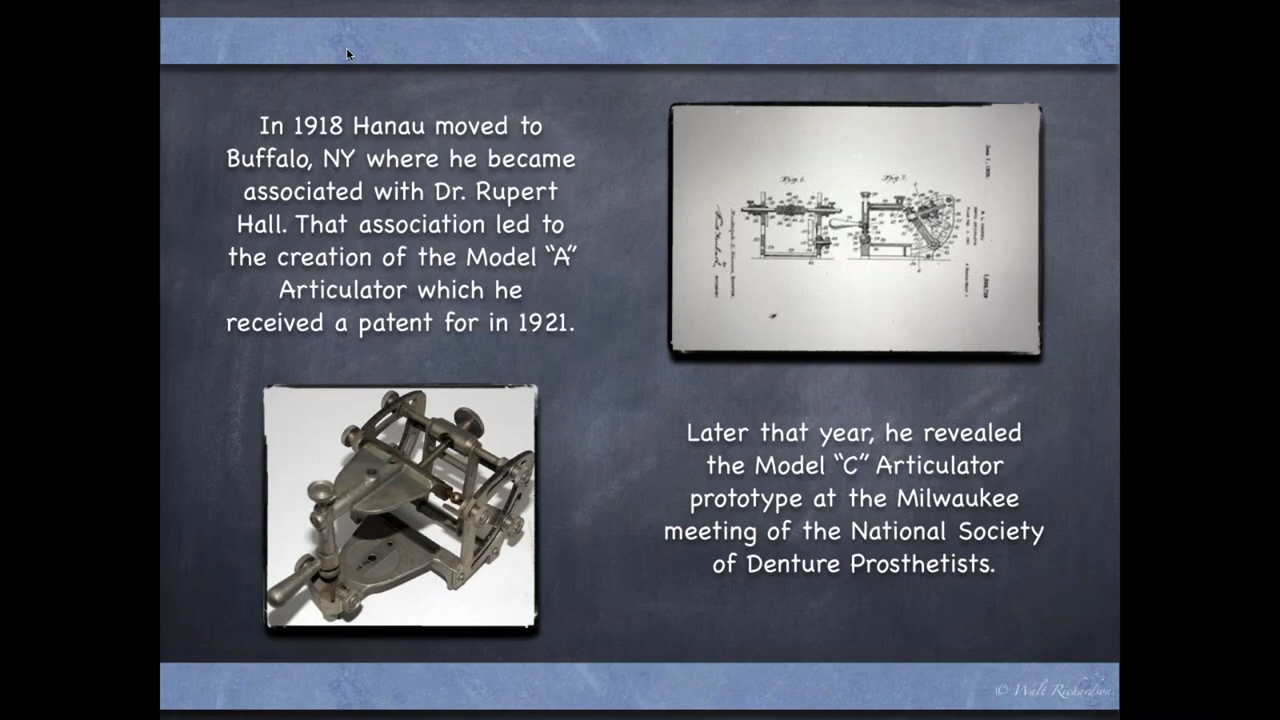 In 1918 Hanau moved to
Buffalo, NY where he became
associated with Dr. Rupert
Hall. That association led to
the creation of the Model “A”
Articulator which he
received a patent for in 1921.
Later that year, he revealed
the Model “C” Articulator
prototype at the Milwaukee
meeting of the National Society
of Denture Prosthetists.
© Walt Richardson